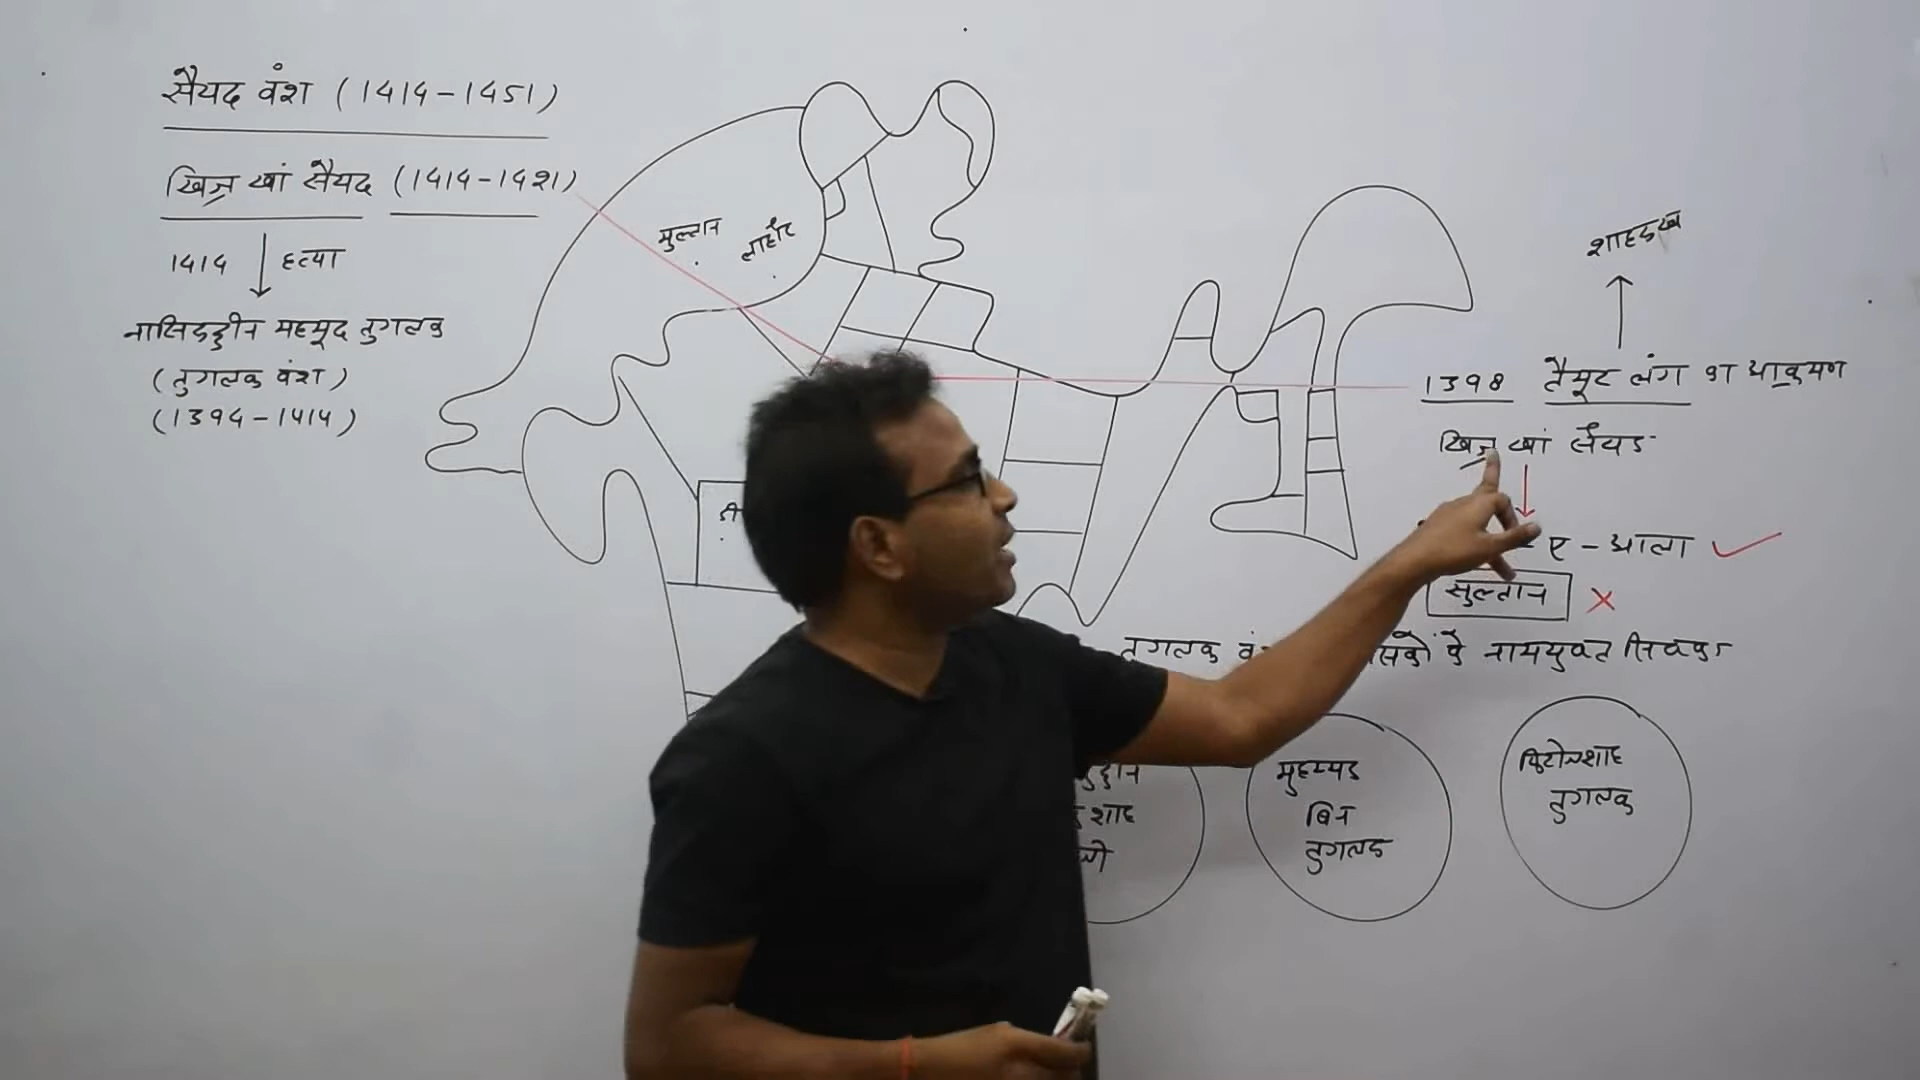 सैयद वंश (1414-1451)
खिज्र खां सैयद (1414-1421)
1414 हत्या
नासिरुद्दीन महमूद तुगलक
(तुगलक वंश)
(1394-1414)
मुल्तान
लाहौर
शाहरुख
1398 तैमूर लंग का आक्रमण
खिज्र खां सैयद
ए-आला
सुल्तान
तुगलक के नामयुक्त सिक्का
शाह
मुहम्मद
बिन
तुगलक
फिरोजशाह
तुगलक